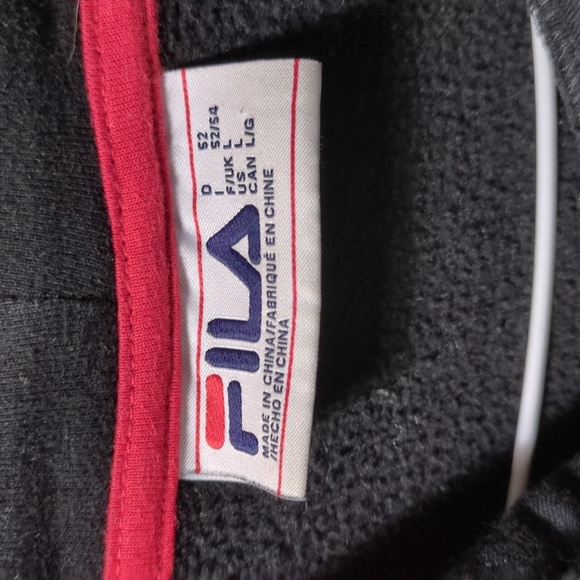 FILA
D 52
I 52/54
F/UK L
US L
CAN L/G
MADE IN CHINA/FABRIQUÉ EN CHINE
/HECHO EN CHINA